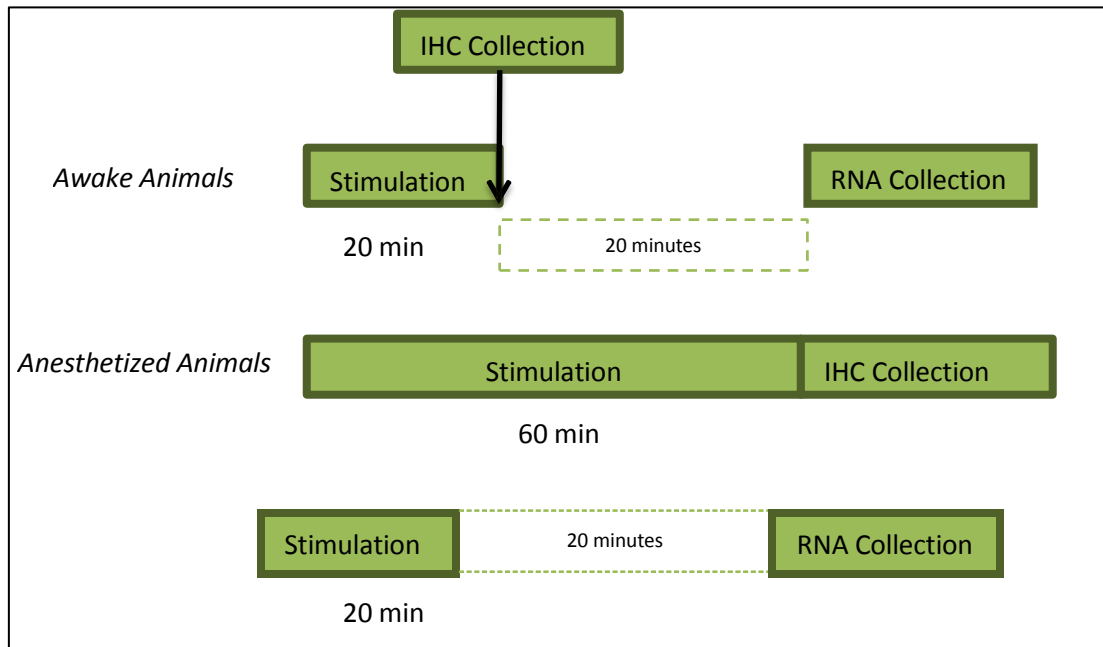 IHC Collection
Awake Animals
Stimulation
RNA Collection
20 min
20 minutes
Anesthetized Animals
Stimulation
IHC Collection
60 min
Stimulation
20 minutes
RNA Collection
20 min